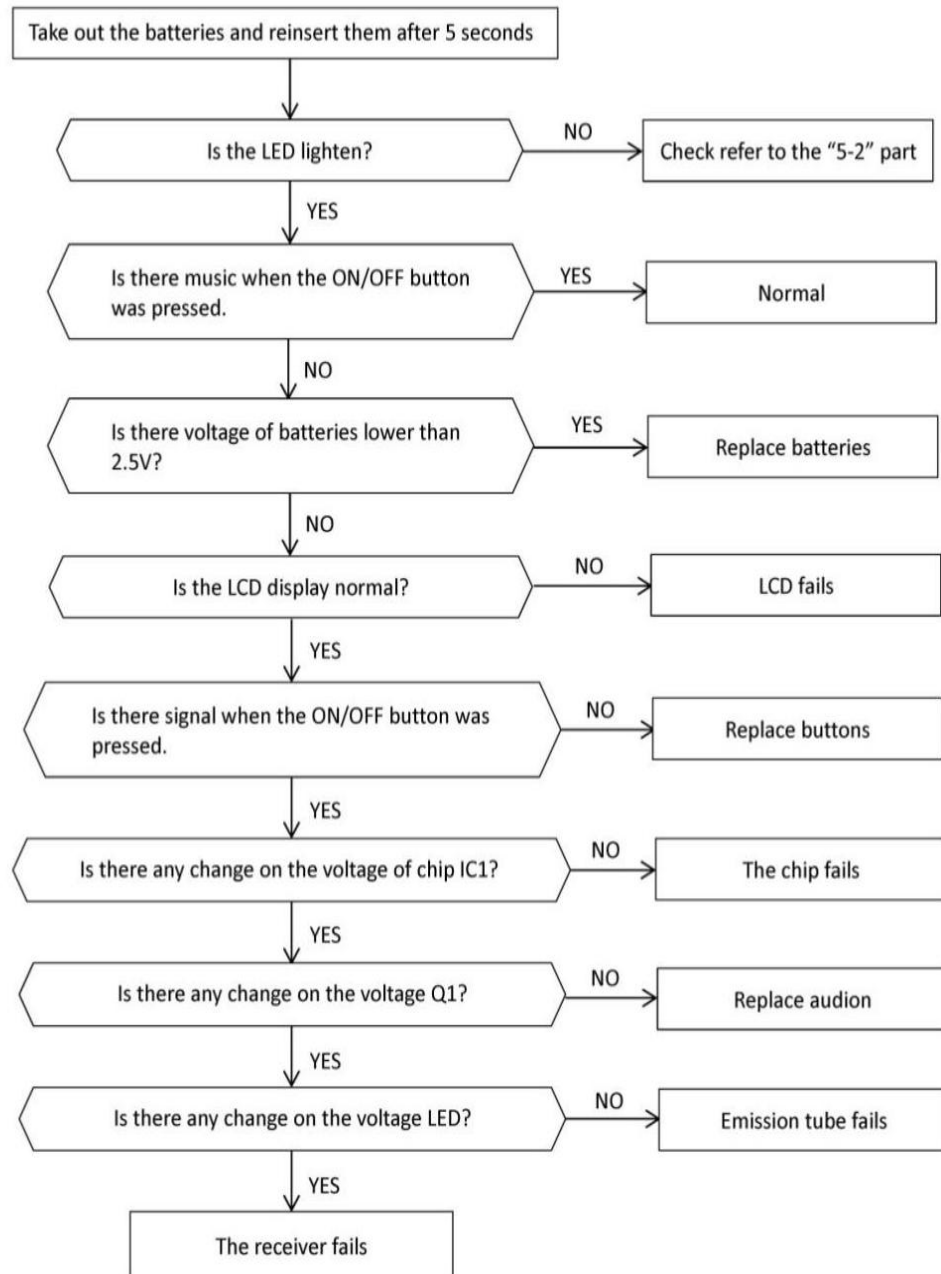 Take out the batteries and reinsert them after 5 seconds
Is the LED lighten?
NO
Check refer to the “5-2” part
YES
Is there music when the ON/OFF button
was pressed.
YES
Normal
NO
Is there voltage of batteries lower than
2.5V?
YES
Replace batteries
NO
Is the LCD display normal?
NO
LCD fails
YES
Is there signal when the ON/OFF button was
pressed.
NO
Replace buttons
YES
Is there any change on the voltage of chip IC1?
NO
The chip fails
YES
Is there any change on the voltage Q1?
NO
Replace audion
YES
Is there any change on the voltage LED?
NO
Emission tube fails
YES
The receiver fails